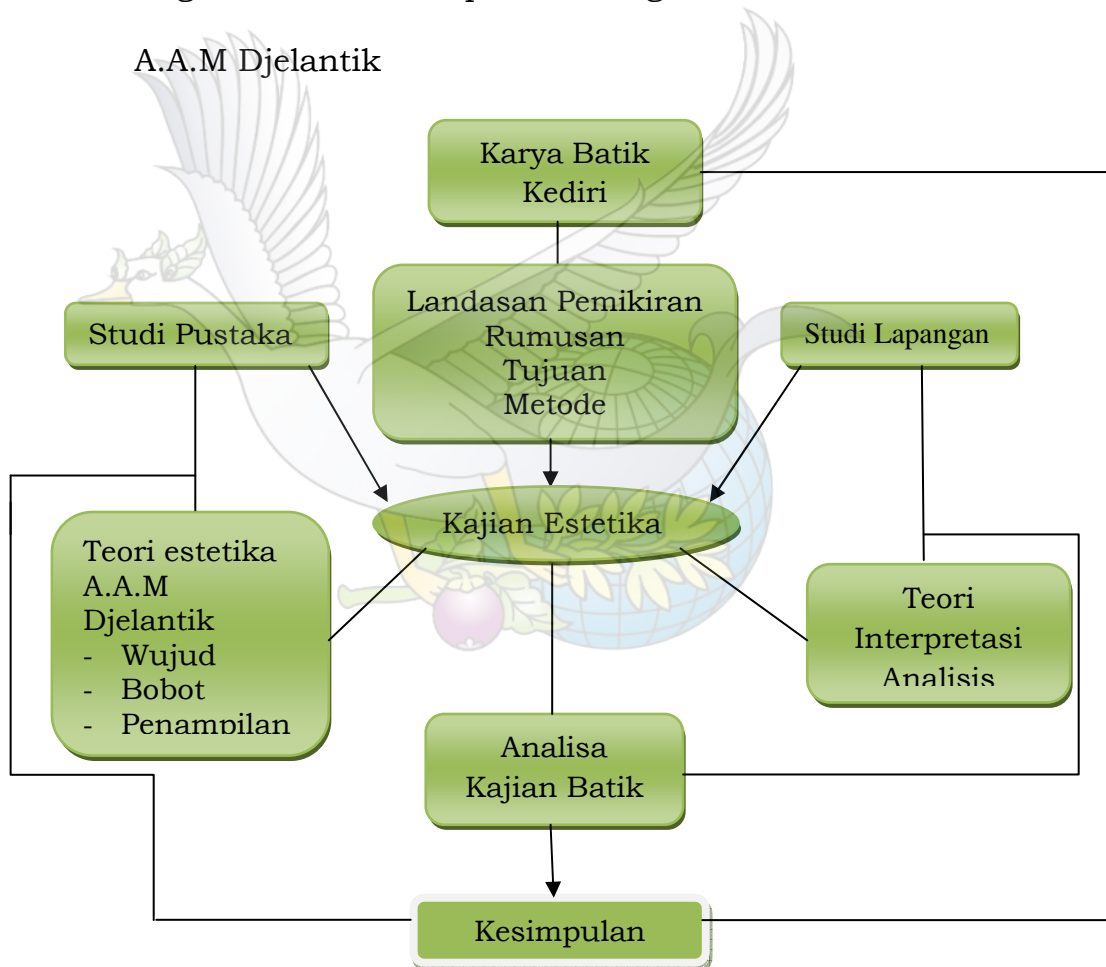 A.A.M Djelantik
Karya Batik
Kediri
Landasan Pemikiran
Rumusan
Tujuan
Metode
Studi Pustaka
Studi Lapangan
Kajian Estetika
Teori estetika
A.A.M
Djelantik
- Wujud
- Bobot
- Penampilan
Teori
Interpretasi
Analisis
Analisa
Kajian Batik
Kesimpulan